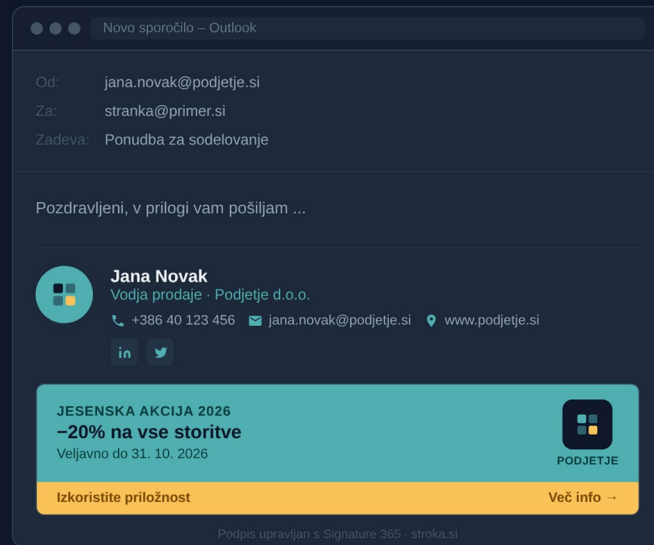 Novo sporočilo – Outlook
Od: jana.novak@podjetje.si
Za: stranka@primer.si
Zadeva: Ponudba za sodelovanje
Pozdravljeni, v prilogi vam pošiljam ...
Jana Novak
Vodja prodaje · Podjetje d.o.o.
+386 40 123 456 jana.novak@podjetje.si www.podjetje.si
in
JESENSKA AKCIJA 2026
−20% na vse storitve
Veljavno do 31. 10. 2026
PODJETJE
Izkoristite priložnost Več info →
Podpis upravljan s Signature 365 · stroka.si